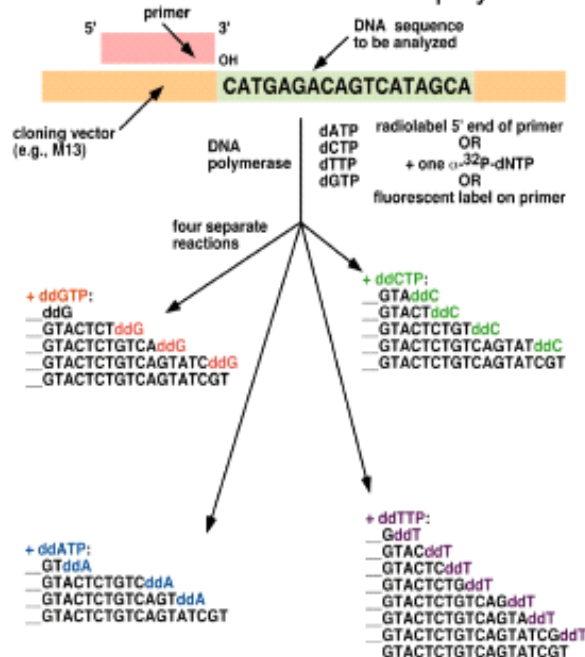 primer
5'
3'
OH
DNA sequence
to be analyzed
CATGAGACAGTCATAGCA
cloning vector
(e.g., M13)
DNA
polymerase
dATP
dCTP
dTTP
dGTP
radiolabel 5' end of primer
OR
+ one α-³²P-dNTP
OR
fluorescent label on primer
four separate
reactions
+ ddGTP:
__ddG
__GTACTCTddG
__GTACTCTGTCAddG
__GTACTCTGTCAGTATCddG
__GTACTCTGTCAGTATCGT
+ ddCTP:
__GTAddC
__GTACTddC
__GTACTCTGTddC
__GTACTCTGTCAGTATddC
__GTACTCTGTCAGTATCGT
+ ddATP:
__GTddA
__GTACTCTGTCddA
__GTACTCTGTCAGTddA
__GTACTCTGTCAGTATCGT
+ ddTTP:
__GddT
__GTACddT
__GTACTCddT
__GTACTCTGddT
__GTACTCTGTCAGddT
__GTACTCTGTCAGTAddT
__GTACTCTGTCAGTATCGddT
__GTACTCTGTCAGTATCGT